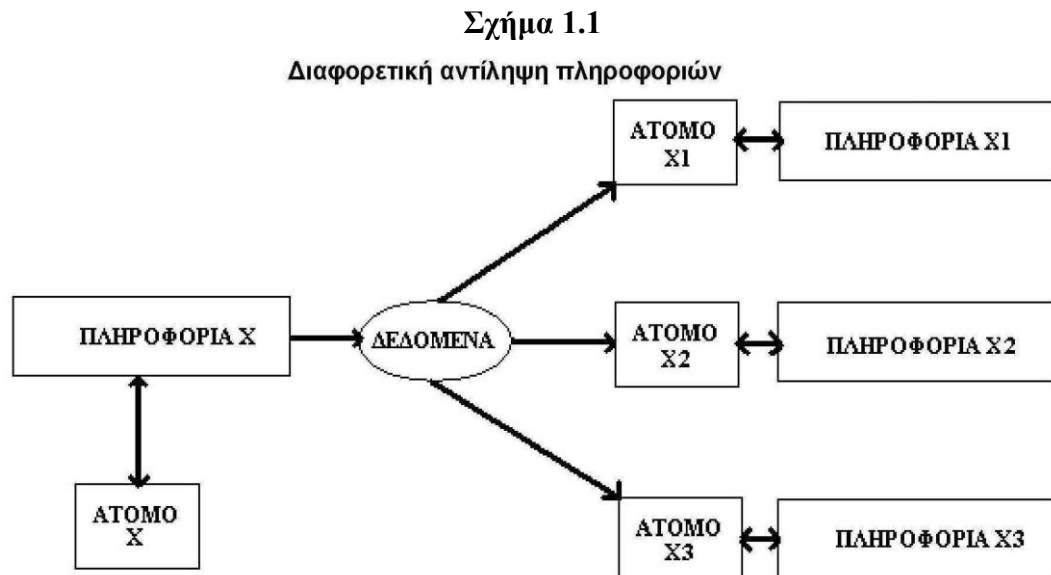 Σχήμα 1.1
Διαφορετική αντίληψη πληροφοριών
ΑΤΟΜΟ
Χ1
ΠΛΗΡΟΦΟΡΙΑ Χ1
ΠΛΗΡΟΦΟΡΙΑ Χ
ΔΕΔΟΜΕΝΑ
ΑΤΟΜΟ
Χ2
ΠΛΗΡΟΦΟΡΙΑ Χ2
ΑΤΟΜΟ
Χ
ΑΤΟΜΟ
Χ3
ΠΛΗΡΟΦΟΡΙΑ Χ3